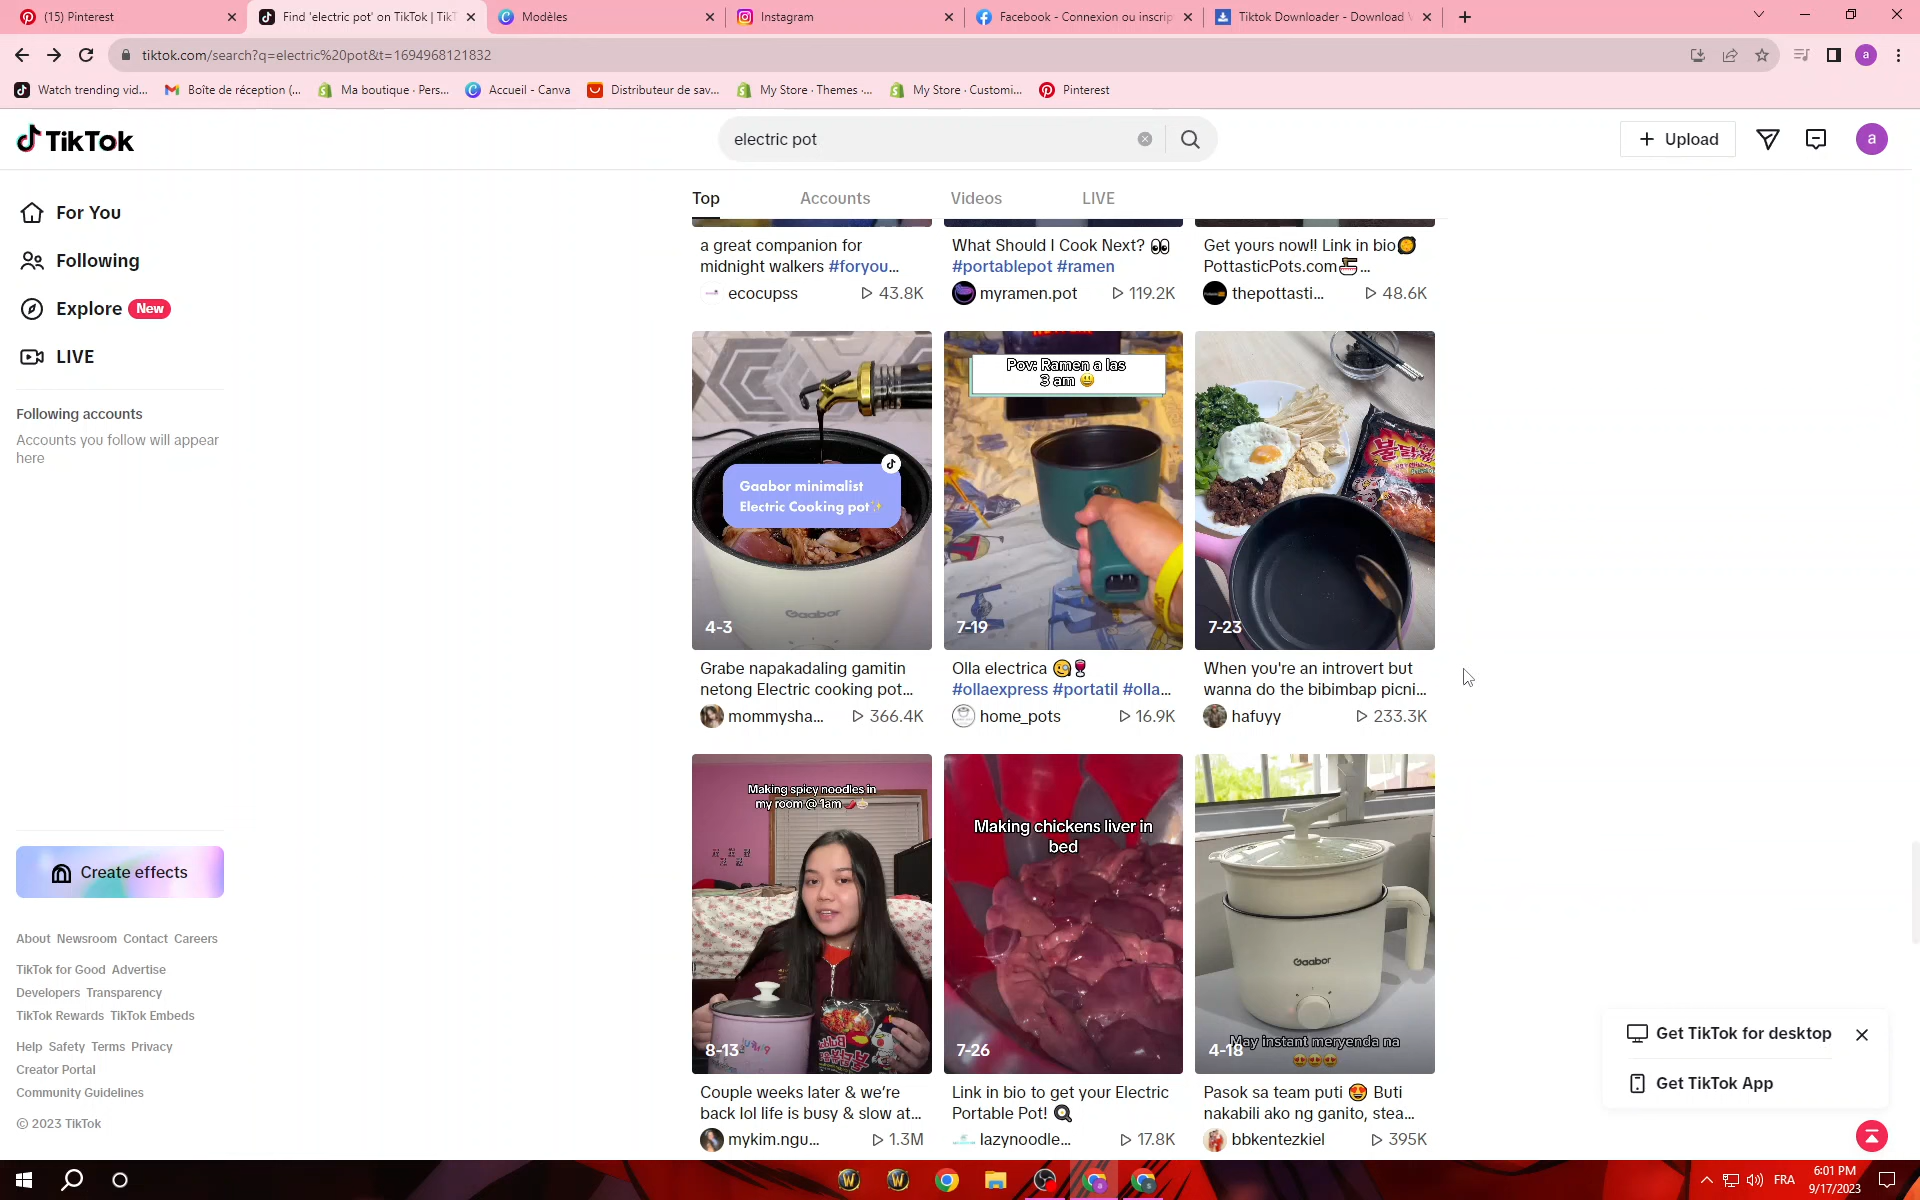 (15) Pinterest
Find 'electric pot' on TikTok | TikT
Modèles
Instagram
Facebook - Connexion ou inscrip
Tiktok Downloader - Download
tiktok.com/search?q=electric%20pot&t=1694968121832
a
Watch trending vid...
Boîte de réception (...
Ma boutique · Pers...
Accueil - Canva
Distributeur de sav...
My Store · Themes ·...
My Store · Customi...
Pinterest
TikTok
electric pot
Upload
a
For You
Following
Explore New
LIVE
Following accounts
Accounts you follow will appear
here
Create effects
About Newsroom Contact Careers
TikTok for Good Advertise
Developers Transparency
TikTok Rewards TikTok Embeds
Help Safety Terms Privacy
Creator Portal
Community Guidelines
© 2023 TikTok
Top
Accounts
Videos
LIVE
a great companion for
midnight walkers #foryou...
ecocupss 43.8K
What Should I Cook Next? 👀
#portablepot #ramen
myramen.pot 119.2K
Get yours now!! Link in bio🥘
PottasticPots.com🍜...
thepottasti... 48.6K
Gaabor minimalist
Electric Cooking pot✨
Gaabor
4-3
Grabe napakadaling gamitin
netong Electric cooking pot...
mommysha... 366.4K
Pov: Ramen a las
3 am 😃
7-19
Olla electrica 🧐🍷
#ollaexpress #portatil #olla...
home_pots 16.9K
불닭
7-23
When you're an introvert but
wanna do the bibimbap picni...
hafuyy 233.3K
Making spicy noodles in
my room @ 1am 🌶️🍜
8-13
Couple weeks later & we're
back lol life is busy & slow at...
mykim.ngu... 1.3M
Making chickens liver in
bed
7-26
Link in bio to get your Electric
Portable Pot! 🍳
lazynoodle... 17.8K
Gaabor
May instant meryenda na
😍😍😍
4-18
Pasok sa team puti 😍 Buti
nakabili ako ng ganito, stea...
bbkentezkiel 395K
Get TikTok for desktop
Get TikTok App
FRA
6:01 PM
9/17/2023